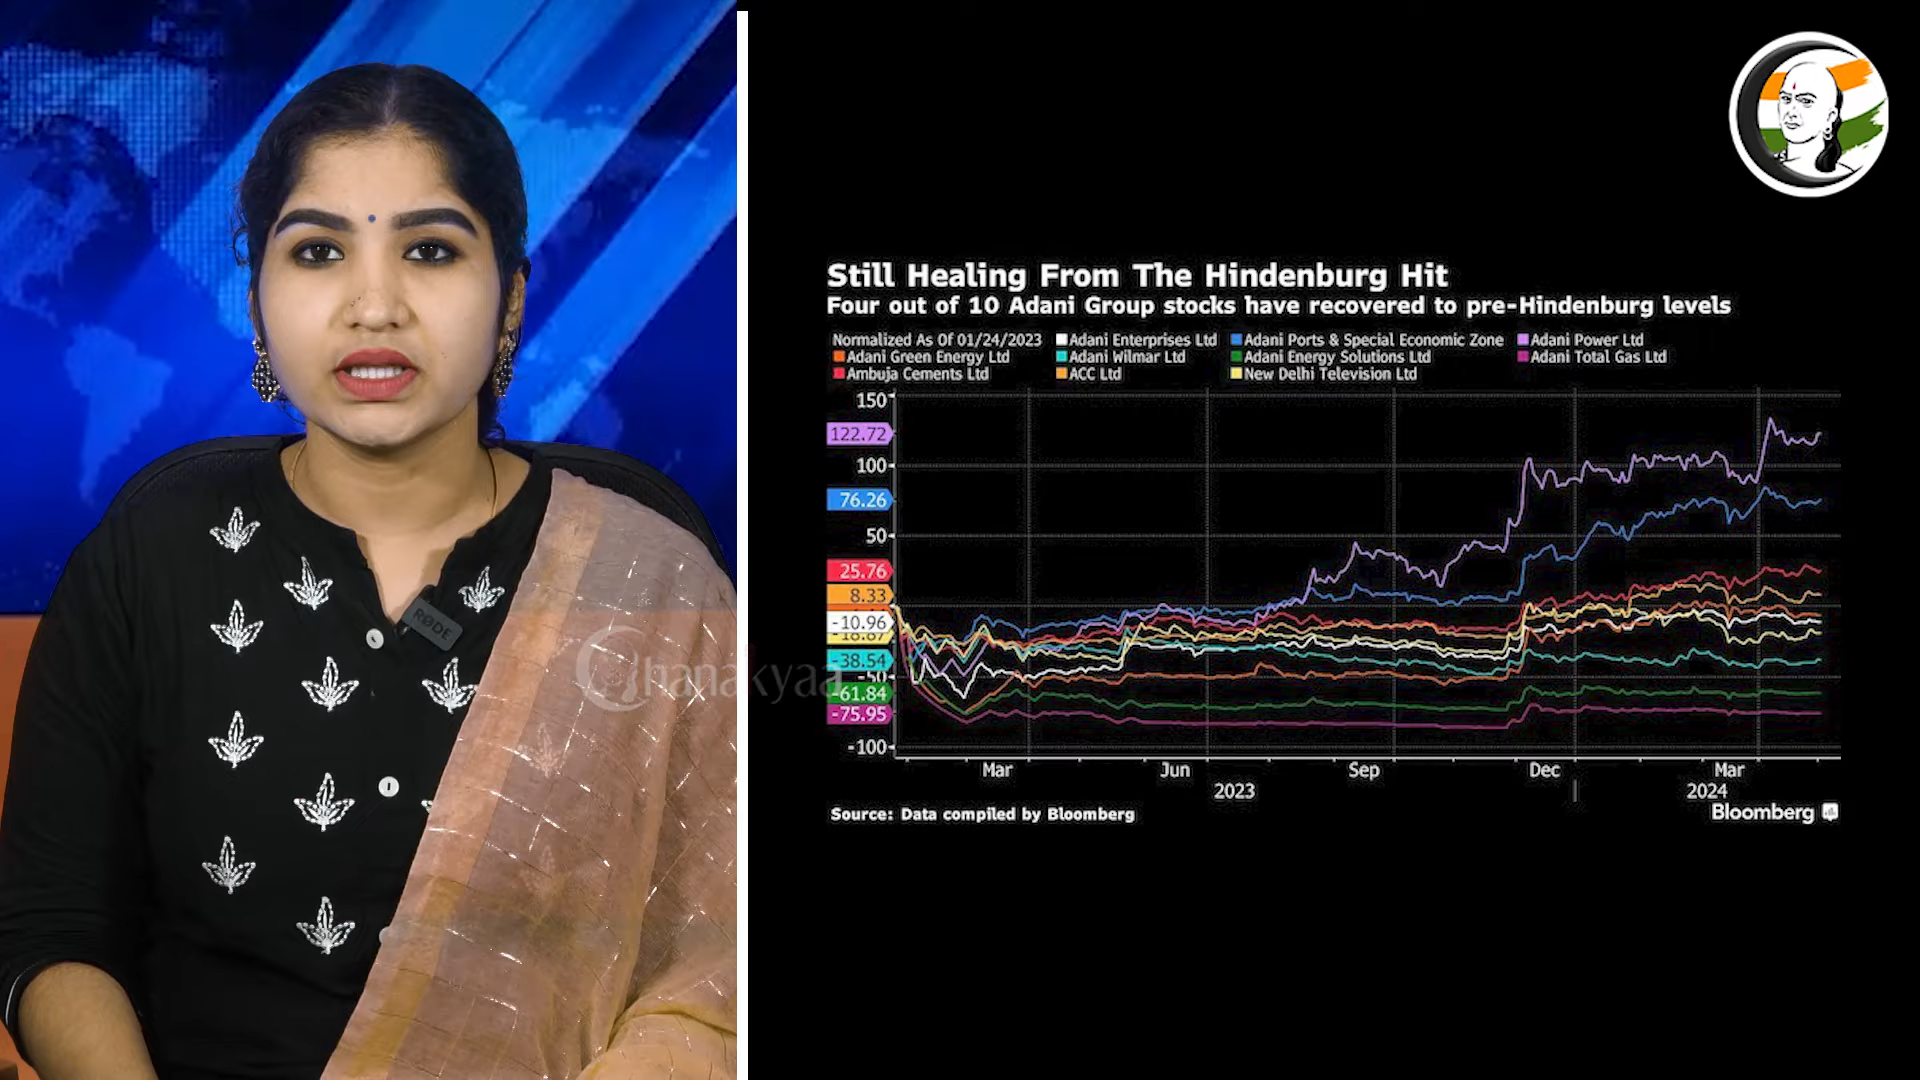 Still Healing From The Hindenburg Hit
Four out of 10 Adani Group stocks have recovered to pre-Hindenburg levels
Normalized As Of 01/24/2023 Adani Enterprises Ltd Adani Ports & Special Economic Zone Adani Power Ltd
Adani Green Energy Ltd Adani Wilmar Ltd Adani Energy Solutions Ltd Adani Total Gas Ltd
Ambuja Cements Ltd ACC Ltd New Delhi Television Ltd
150
122.72
100
76.26
50
25.76
8.33
-10.96
-18.67
-38.54
-50
-61.84
-75.95
-100
Mar Jun Sep Dec Mar
2023 2024
Source: Data compiled by Bloomberg
Bloomberg
RØDE
Chanakyaa